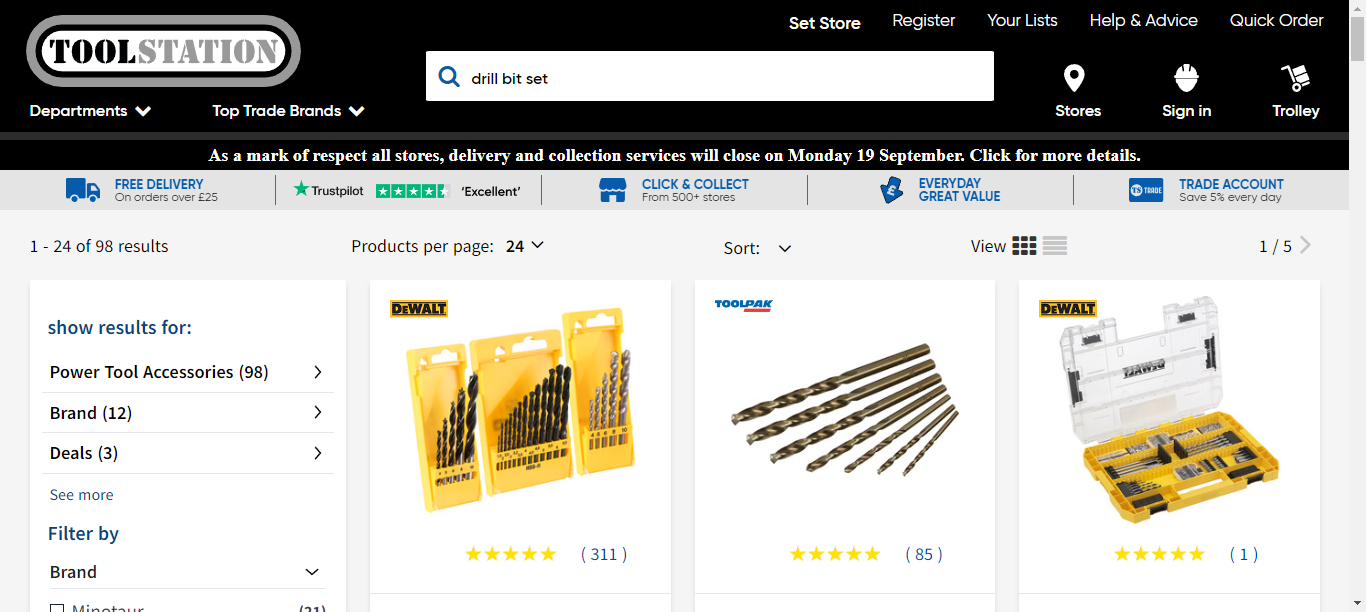 Set Store
Register
Your Lists
Help & Advice
Quick Order
TOOLSTATION
drill bit set
Departments
Top Trade Brands
Stores
Sign in
Trolley
As a mark of respect all stores, delivery and collection services will close on Monday 19 September. Click for more details.
FREE DELIVERY
On orders over £25
Trustpilot
'Excellent'
CLICK & COLLECT
From 500+ stores
£
EVERYDAY
GREAT VALUE
TRADE
TRADE ACCOUNT
Save 5% every day
1 - 24 of 98 results
Products per page: 24
Sort:
View
1 / 5
show results for:
Power Tool Accessories (98)
Brand (12)
Deals (3)
See more
Filter by
Brand
Minotaur (21)
DEWALT
( 311 )
TOOLPAK
( 85 )
DEWALT
DEWALT
( 1 )